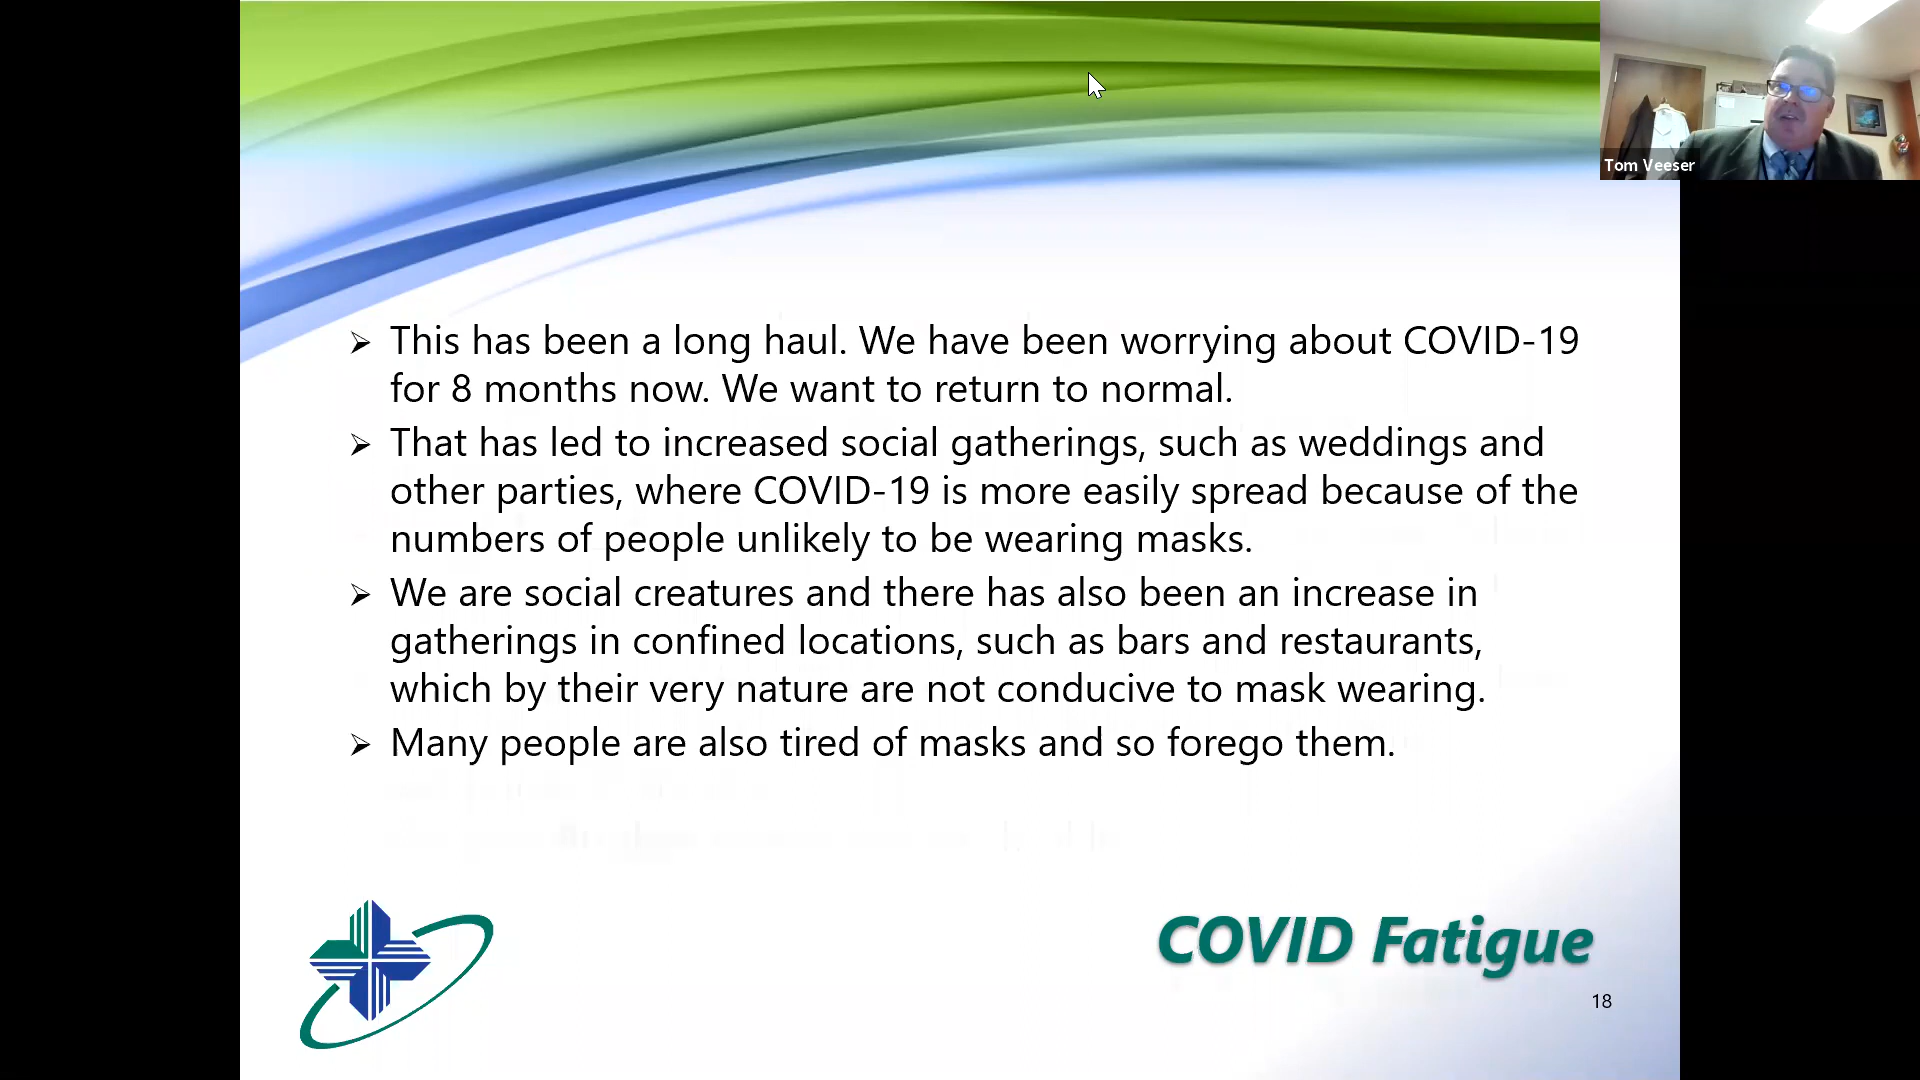 Tom Veeser
➢ This has been a long haul. We have been worrying about COVID-19
for 8 months now. We want to return to normal.
➢ That has led to increased social gatherings, such as weddings and
other parties, where COVID-19 is more easily spread because of the
numbers of people unlikely to be wearing masks.
➢ We are social creatures and there has also been an increase in
gatherings in confined locations, such as bars and restaurants,
which by their very nature are not conducive to mask wearing.
➢ Many people are also tired of masks and so forego them.
COVID Fatigue
18